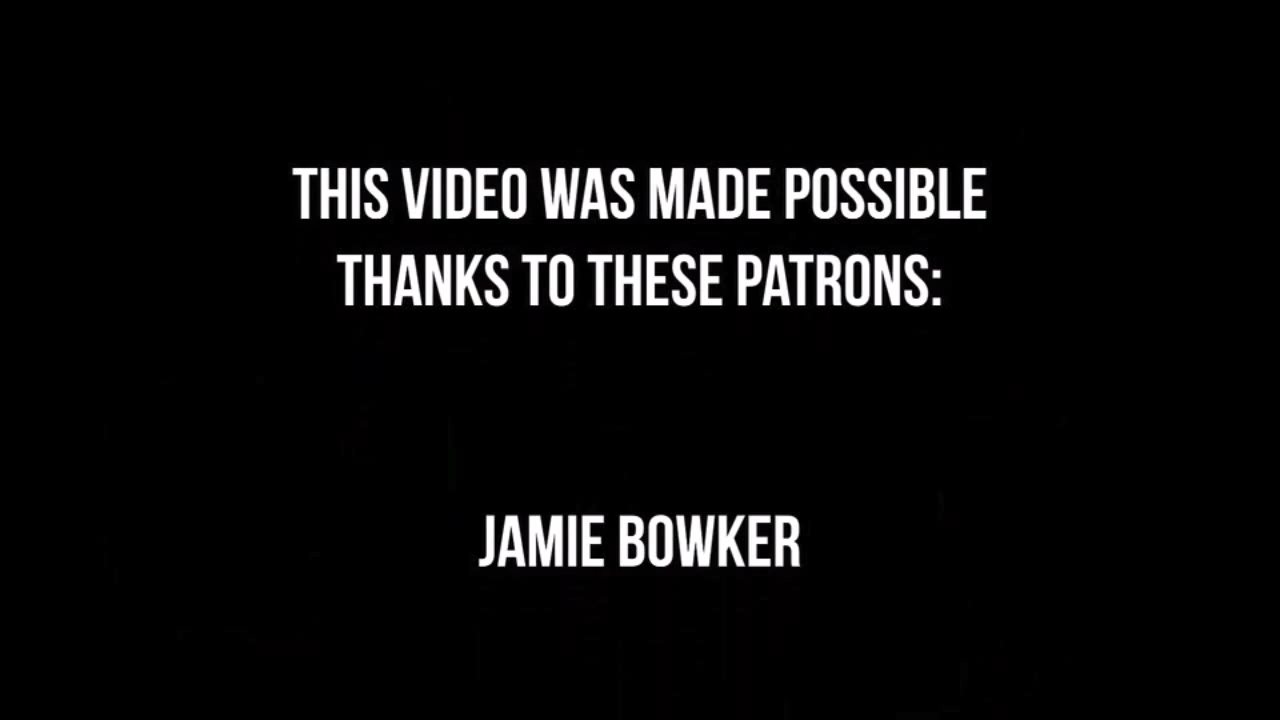 THIS VIDEO WAS MADE POSSIBLE
THANKS TO THESE PATRONS:
JAMIE BOWKER